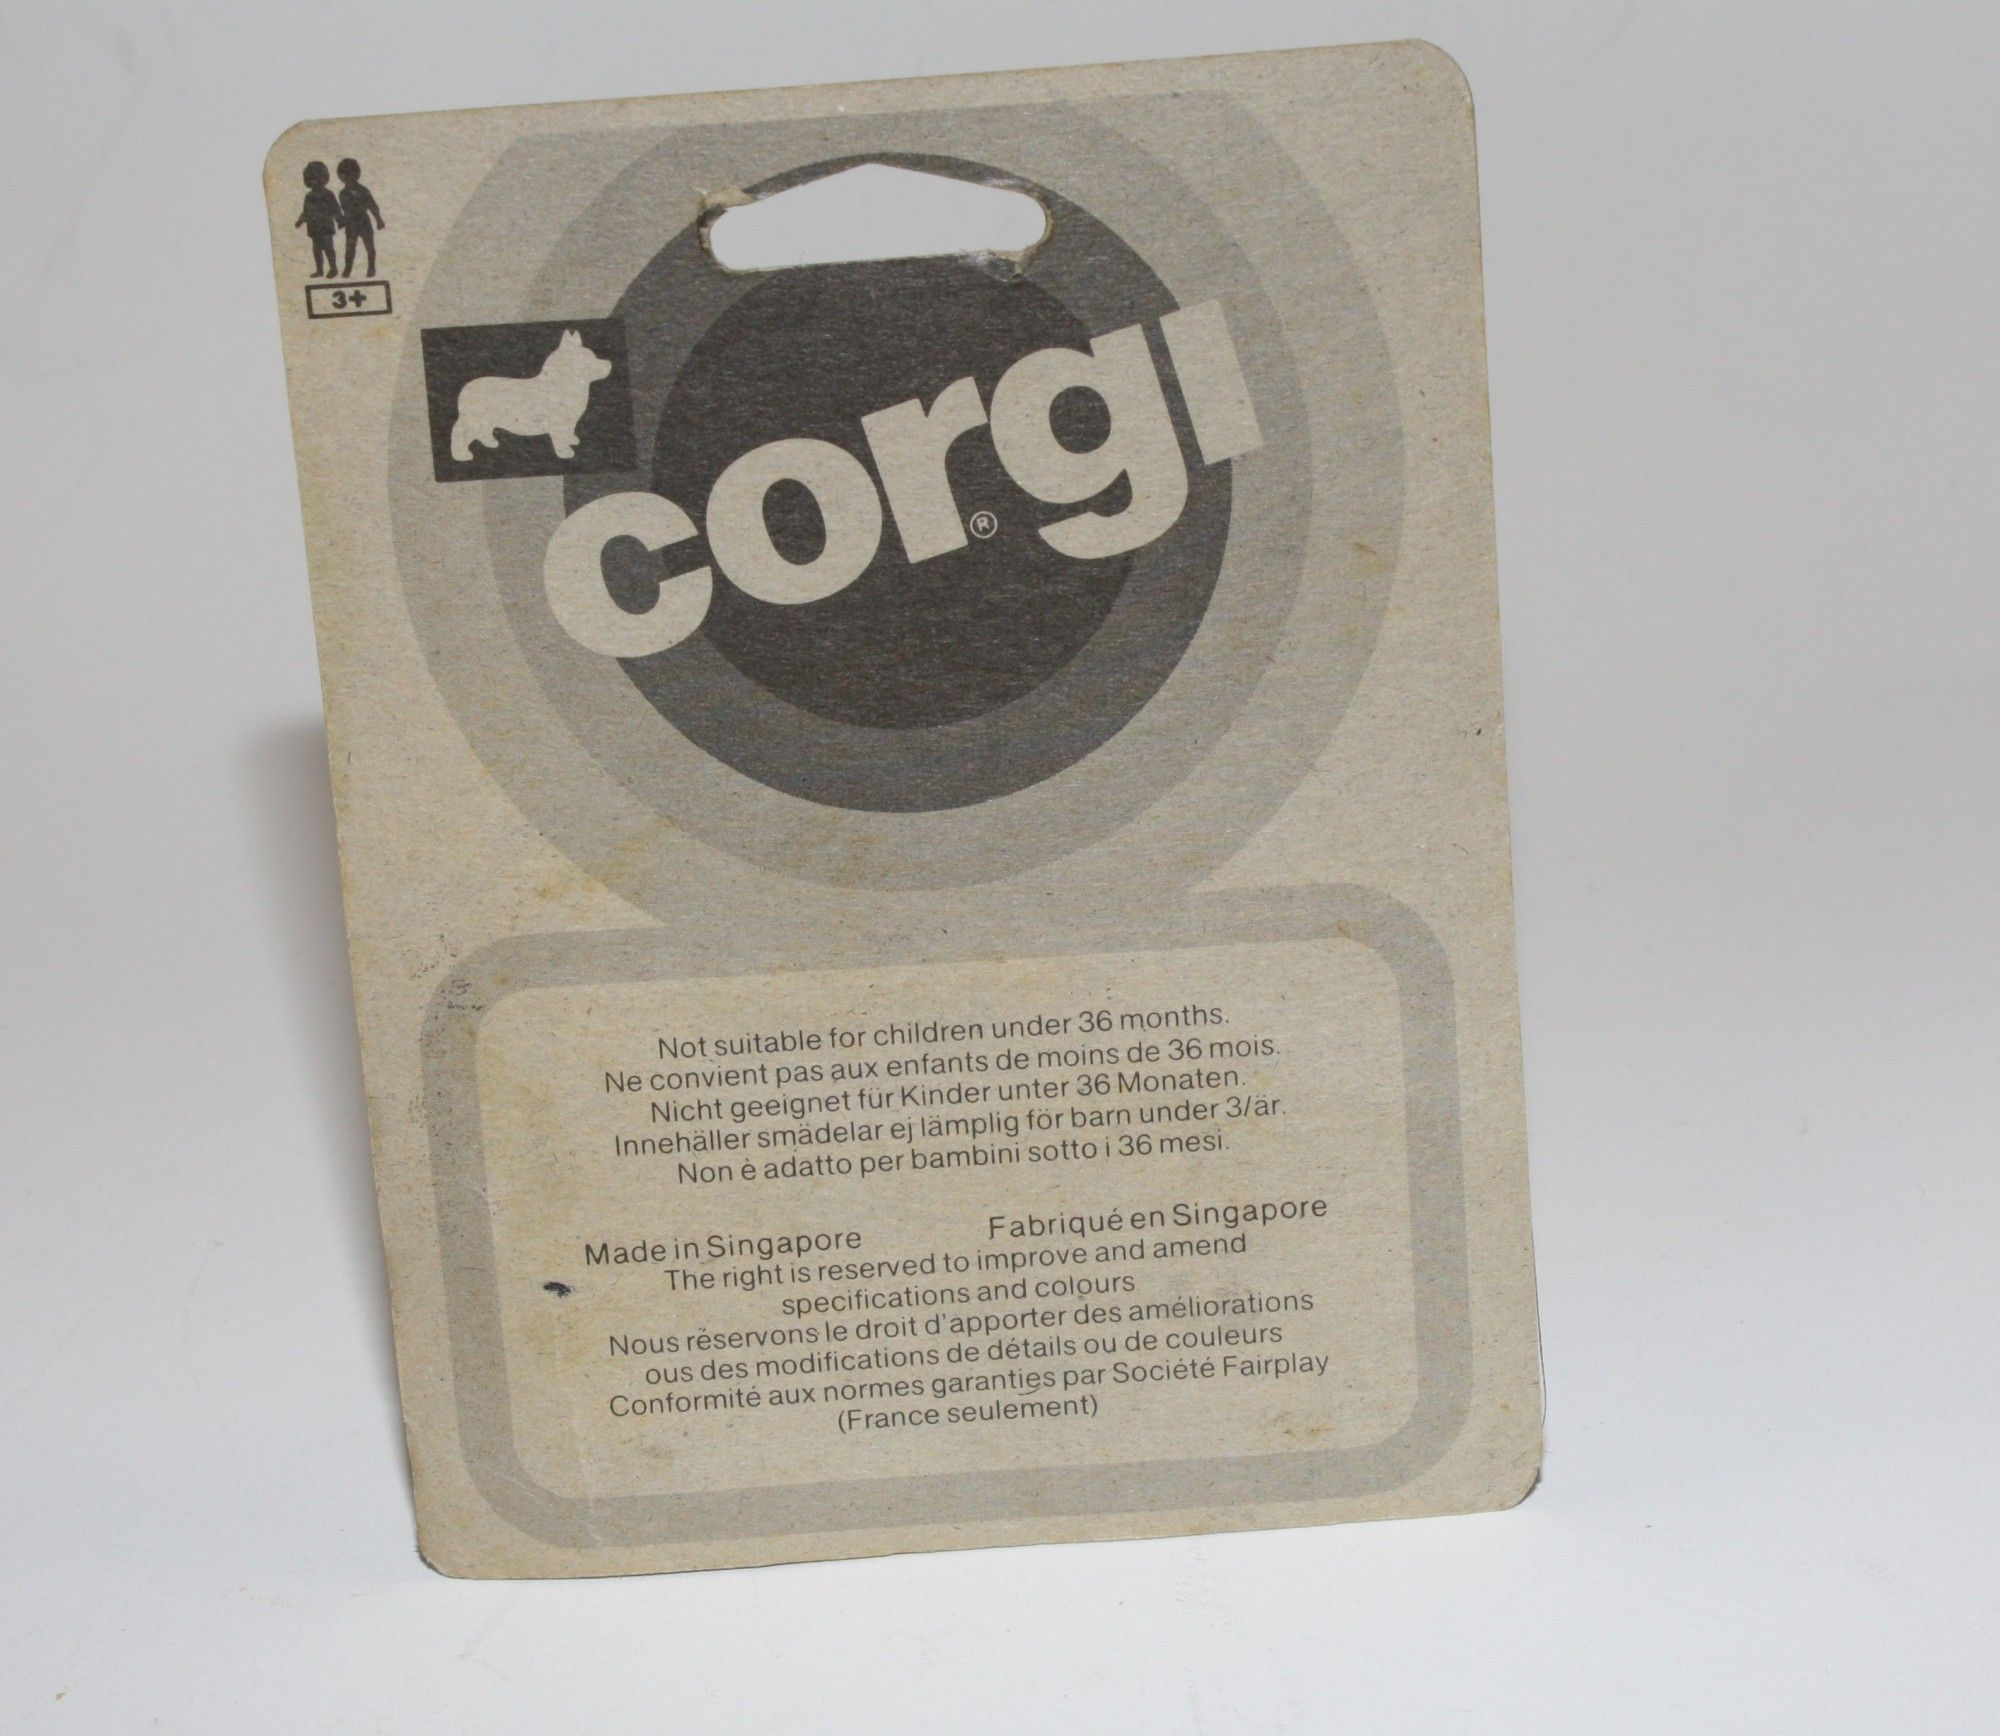 3+
corgi
®
Not suitable for children under 36 months.
Ne convient pas aux enfants de moins de 36 mois.
Nicht geeignet für Kinder unter 36 Monaten.
Innehäller smädelar ej lämplig för barn under 3/är.
Non è adatto per bambini sotto i 36 mesi.
Made in Singapore Fabriqué en Singapore
The right is reserved to improve and amend
specifications and colours
Nous réservons le droit d'apporter des améliorations
ous des modifications de détails ou de couleurs
Conformité aux normes garanties par Société Fairplay
(France seulement)